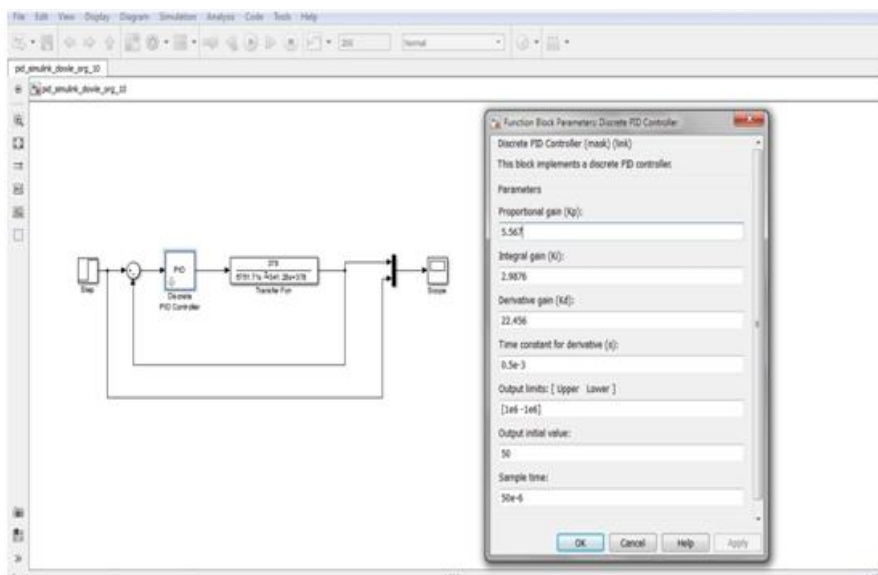 File Edit View Display Diagram Simulation Analysis Code Tools Help
200
Normal
pid_simulink_dovle_org_10
pid_simulink_dovle_org_10
Function Block Parameters: Discrete PID Controller
Discrete PID Controller (mask) (link)
This block implements a discrete PID controller.
Parameters
Proportional gain (Kp):
5.567
Integral gain (Ki):
2.9876
Derivative gain (Kd):
22.456
Time constant for derivative (s):
0.5e-3
Output limits: [ Upper Lower ]
[1e6 -1e6]
Output initial value:
50
Sample time:
50e-6
OK Cancel Help Apply
Step
PID
Discrete
PID Controller
378
Transfer Fcn
Scope